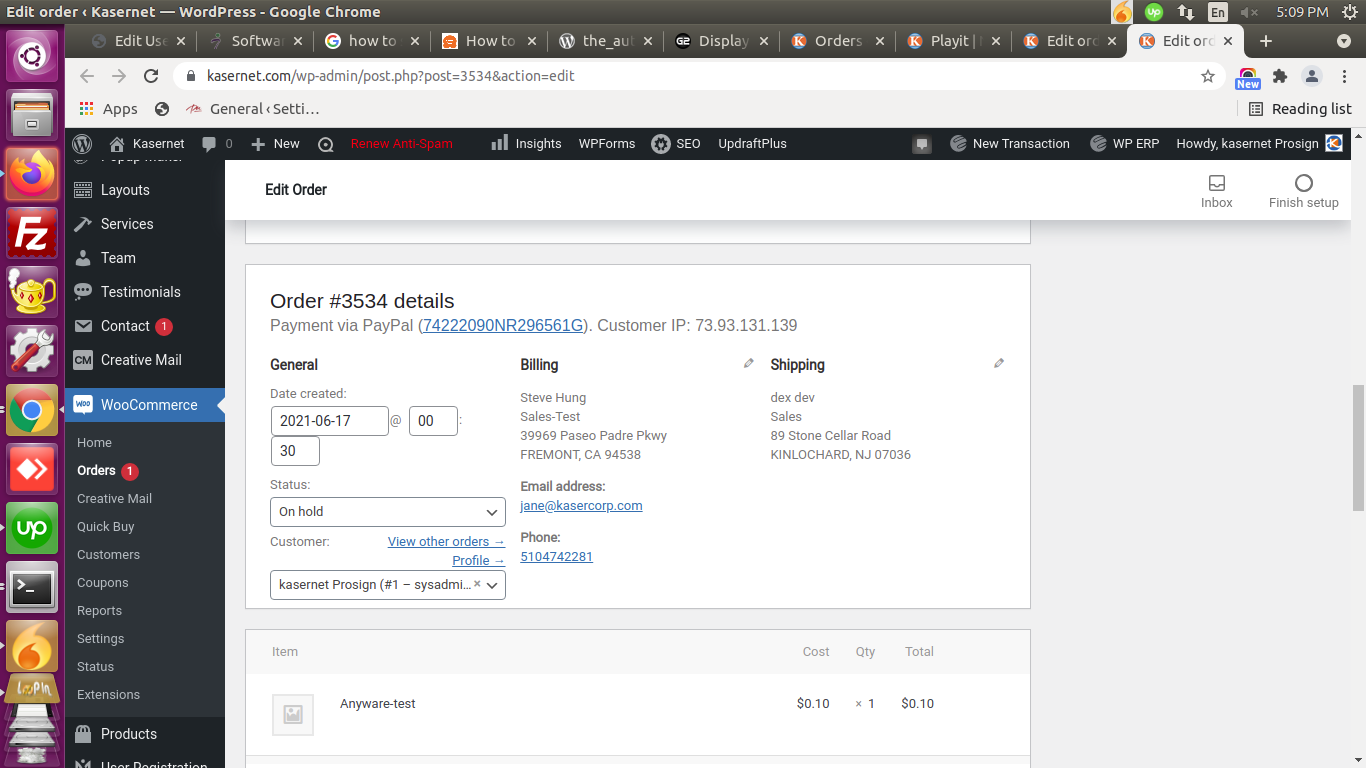 Edit order ‹ Kasernet — WordPress - Google Chrome
Up
En
5:09 PM
Edit Use
Softwar
how to
How to
the_aut
Display
Orders
Playit |
Edit ord
Edit ord
kasernet.com/wp-admin/post.php?post=3534&action=edit
New
Apps
General ‹ Setti…
Reading list
Kasernet
0
New
Renew Anti-Spam
Insights
WPForms
SEO
UpdraftPlus
New Transaction
WP ERP
Howdy, kasernet Prosign
Layouts
Services
Team
Testimonials
Contact 1
CM Creative Mail
WOO WooCommerce
Home
Orders 1
Creative Mail
Quick Buy
Customers
Coupons
Reports
Settings
Status
Extensions
Products
User Registration
Edit Order
Inbox
Finish setup
Order #3534 details
Payment via PayPal (74222090NR296561G). Customer IP: 73.93.131.139
General
Date created:
2021-06-17 @ 00 :
30
Status:
On hold
Customer: View other orders →
Profile →
kasernet Prosign (#1 – sysadmi… ×
Billing
Steve Hung
Sales-Test
39969 Paseo Padre Pkwy
FREMONT, CA 94538
Email address:
jane@kasercorp.com
Phone:
5104742281
Shipping
dex dev
Sales
89 Stone Cellar Road
KINLOCHARD, NJ 07036
Item Cost Qty Total
Anyware-test $0.10 × 1 $0.10
Fz
up
LooPIn